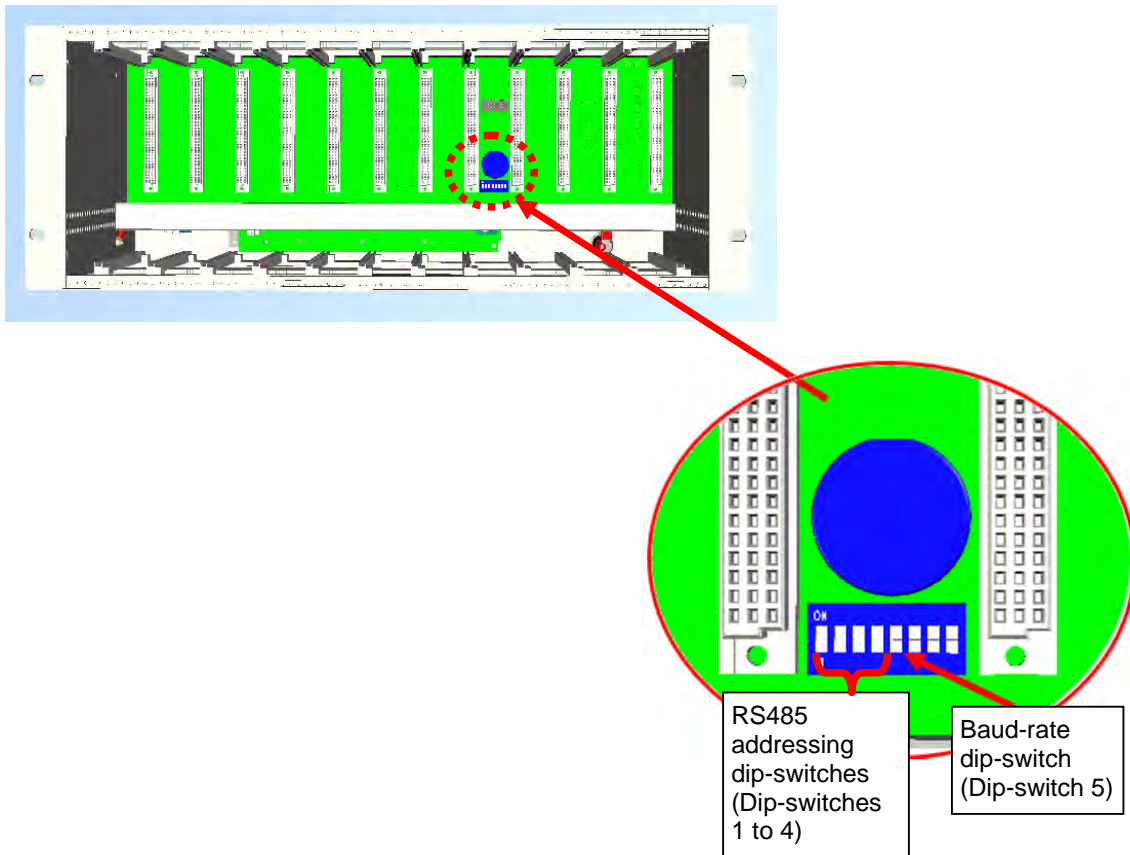 ON
RS485
addressing
dip-switches
(Dip-switches
1 to 4)
Baud-rate
dip-switch
(Dip-switch 5)